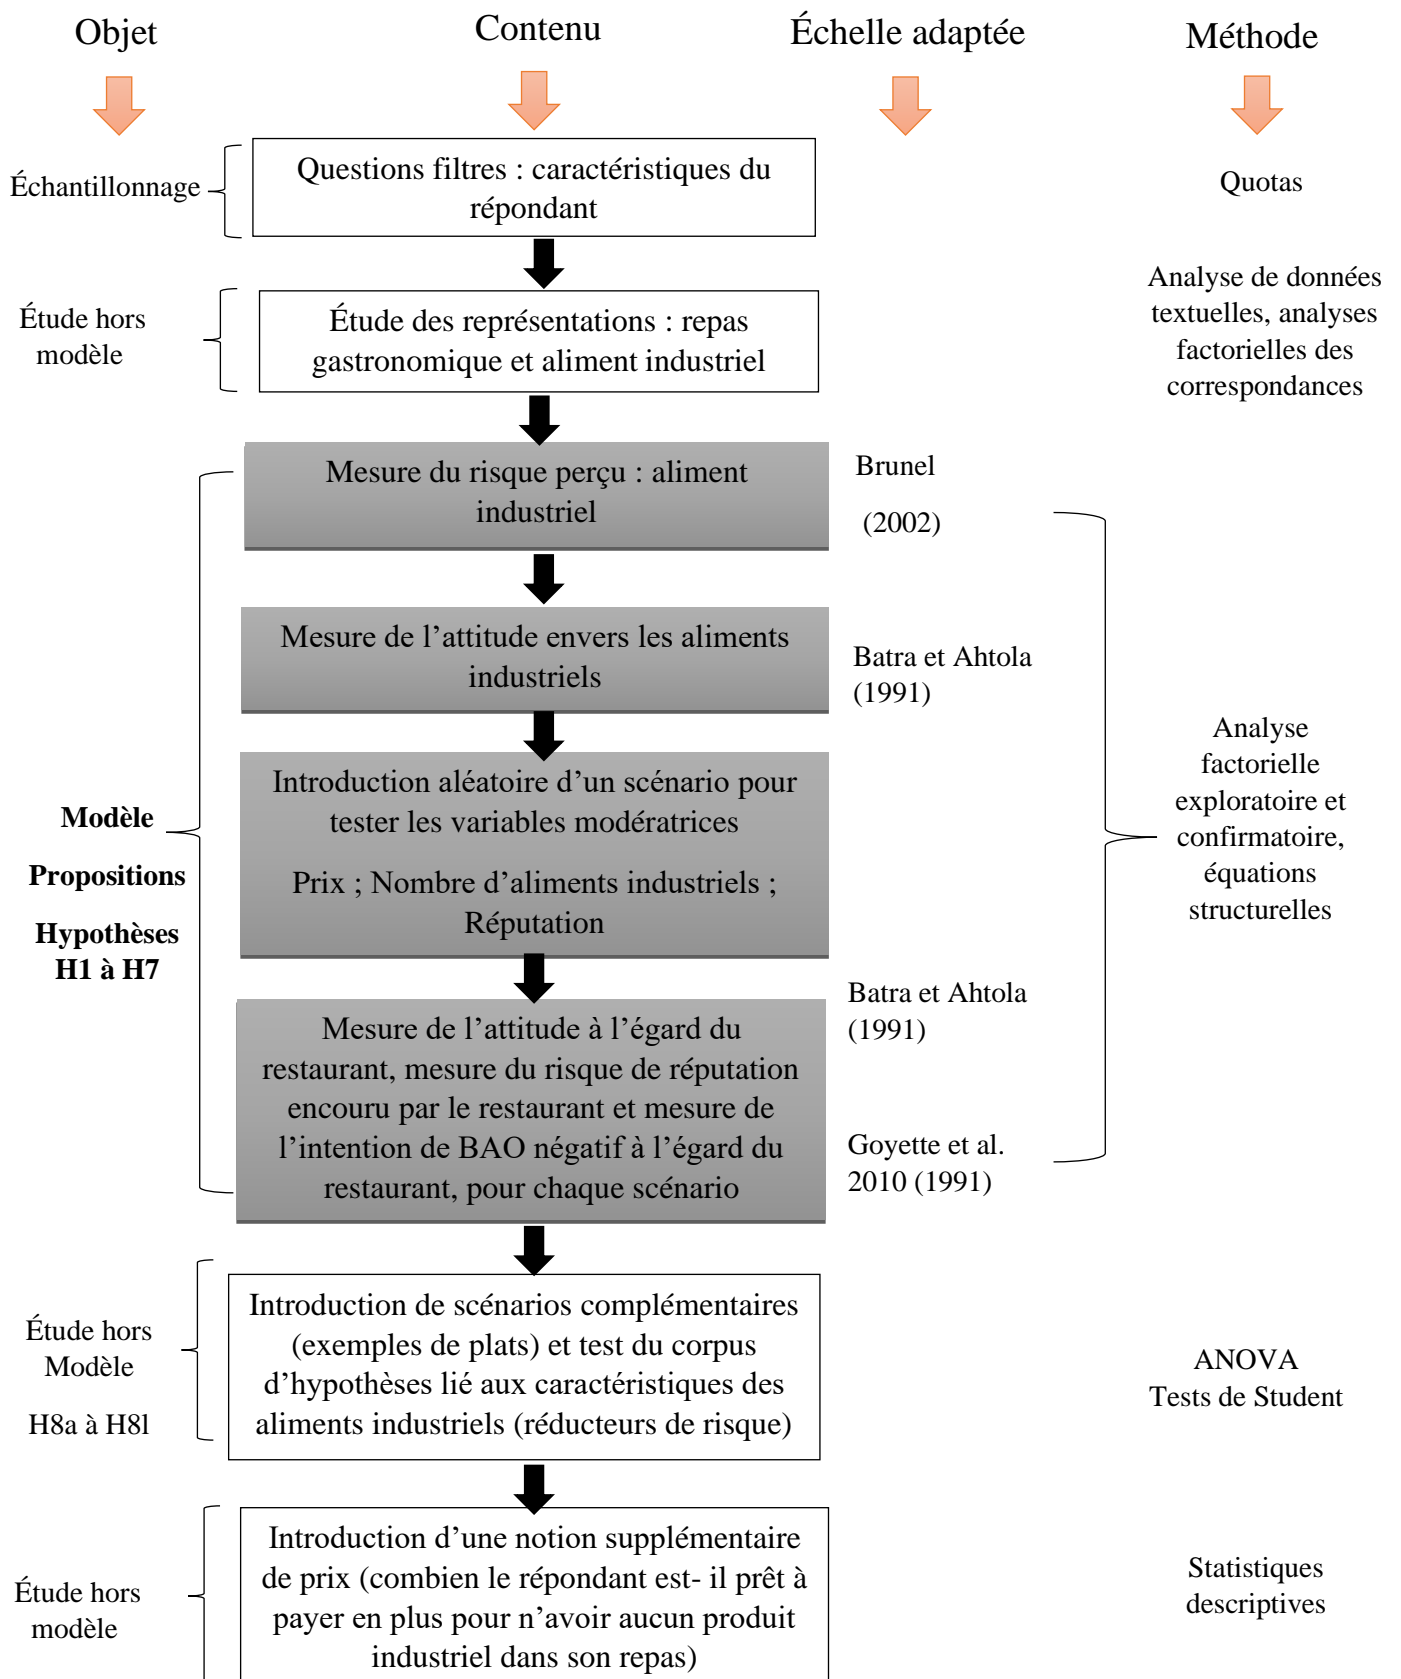 Objet
Contenu
Échelle adaptée
Méthode
Échantillonnage
Questions filtres : caractéristiques du
répondant
Quotas
Étude hors
modèle
Étude des représentations : repas
gastronomique et aliment industriel
Analyse de données
textuelles, analyses
factorielles des
correspondances
Modèle
Propositions
Hypothèses
H1 à H7
Mesure du risque perçu : aliment
industriel
Brunel
(2002)
Mesure de l’attitude envers les aliments
industriels
Batra et Ahtola
(1991)
Introduction aléatoire d’un scénario pour
tester les variables modératrices
Prix ; Nombre d’aliments industriels ;
Réputation
Mesure de l’attitude à l’égard du
restaurant, mesure du risque de réputation
encouru par le restaurant et mesure de
l’intention de BAO négatif à l’égard du
restaurant, pour chaque scénario
Batra et Ahtola
(1991)
Goyette et al.
2010 (1991)
Analyse
factorielle
exploratoire et
confirmatoire,
équations
structurelles
Étude hors
Modèle
H8a à H8l
Introduction de scénarios complémentaires
(exemples de plats) et test du corpus
d’hypothèses lié aux caractéristiques des
aliments industriels (réducteurs de risque)
ANOVA
Tests de Student
Étude hors
modèle
Introduction d’une notion supplémentaire
de prix (combien le répondant est- il prêt à
payer en plus pour n’avoir aucun produit
industriel dans son repas)
Statistiques
descriptives